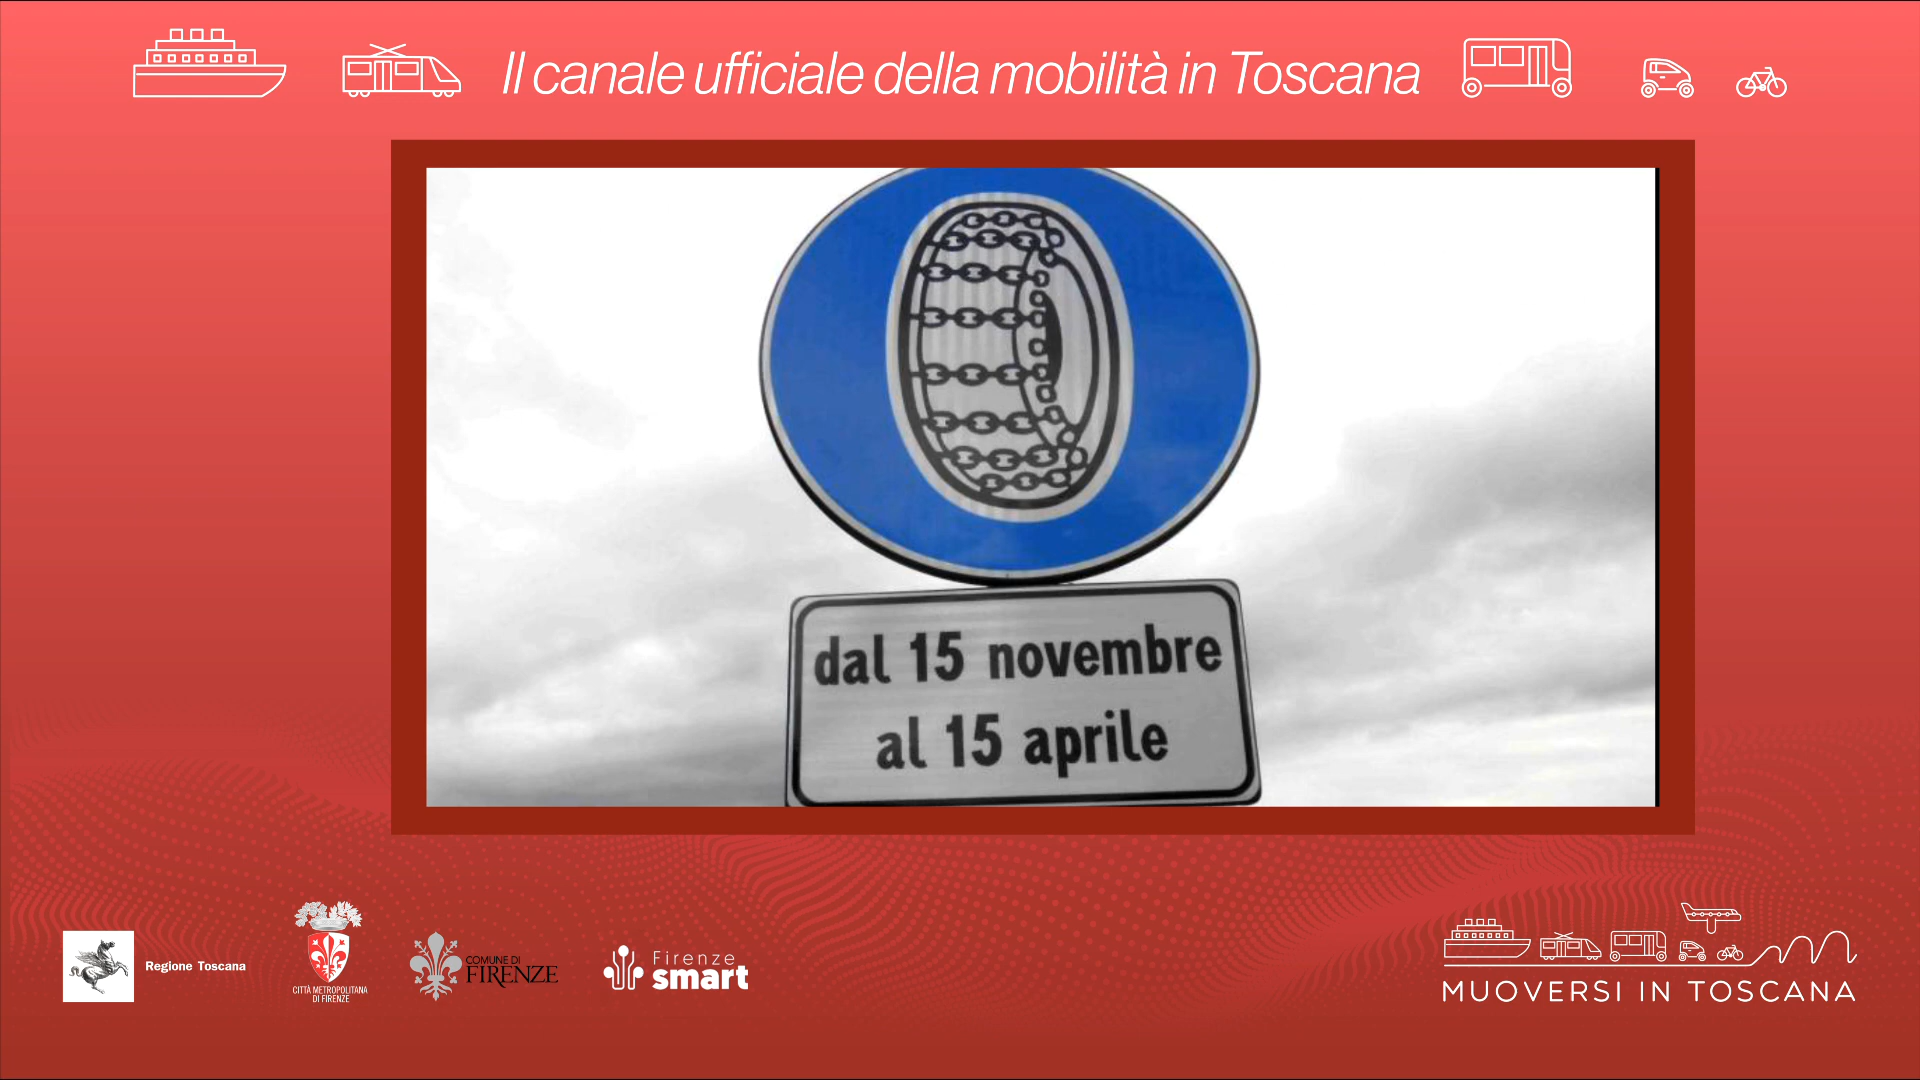 Il canale ufficiale della mobilità in Toscana
dal 15 novembre
al 15 aprile
Regione Toscana
CITTÀ METROPOLITANA
DI FIRENZE
COMUNE DI
FIRENZE
Firenze
smart
MUOVERSI IN TOSCANA